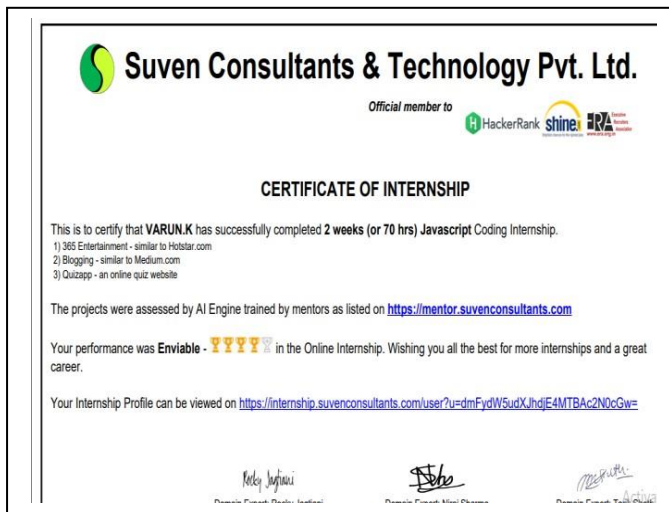 Suven Consultants & Technology Pvt. Ltd.
Official member to
HackerRank shine ERA
CERTIFICATE OF INTERNSHIP
This is to certify that VARUN.K has successfully completed 2 weeks (or 70 hrs) Javascript Coding Internship.
1) 365 Entertainment - similar to Hotstar.com
2) Blogging - similar to Medium.com
3) Quizapp - an online quiz website
The projects were assessed by AI Engine trained by mentors as listed on https://mentor.suvenconsultants.com
Your performance was Enviable - in the Online Internship. Wishing you all the best for more internships and a great
career.
Your Internship Profile can be viewed on https://internship.suvenconsultants.com/user?u=dmFydW5udXJhdjE4MTBAc2N0cGw=
Rocky Jagtiani
Activa